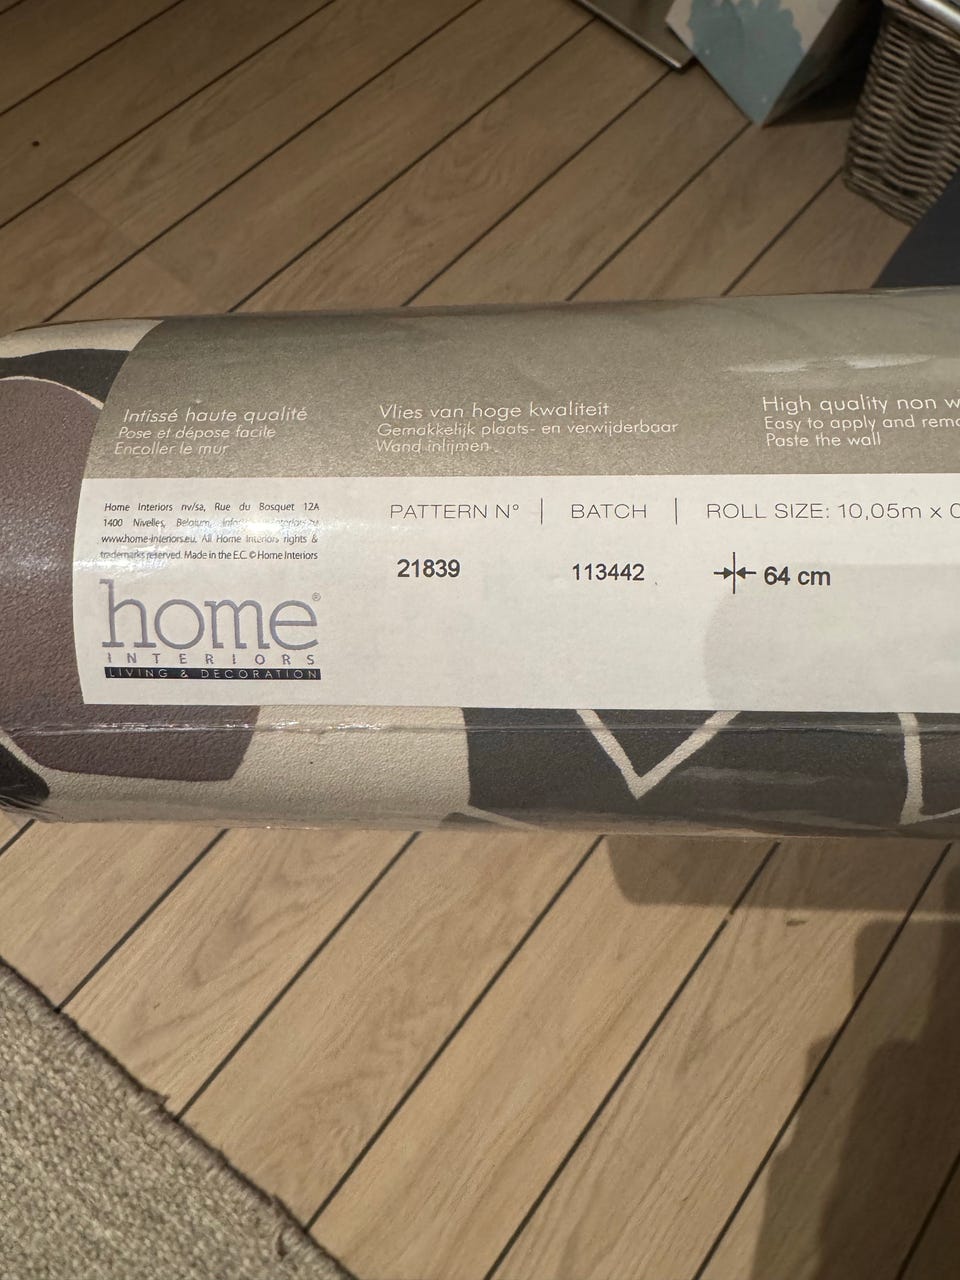 Intissé haute qualité
Pose et dépose facile
Encoller le mur
Vlies van hoge kwaliteit
Gemakkelijk plaats- en verwijderbaar
Wand inlijmen
High quality non w
Easy to apply and remo
Paste the wall
Home Interiors nv/sa, Rue du Bosquet 12A
1400 Nivelles, Belgium,
www.home-interiors.eu. All Home Interiors rights &
trademarks reserved. Made in the E.C. © Home Interiors
home®
INTERIORS
LIVING & DECORATION
PATTERN N° | BATCH | ROLL SIZE: 10,05m x 0
21839 113442 64 cm